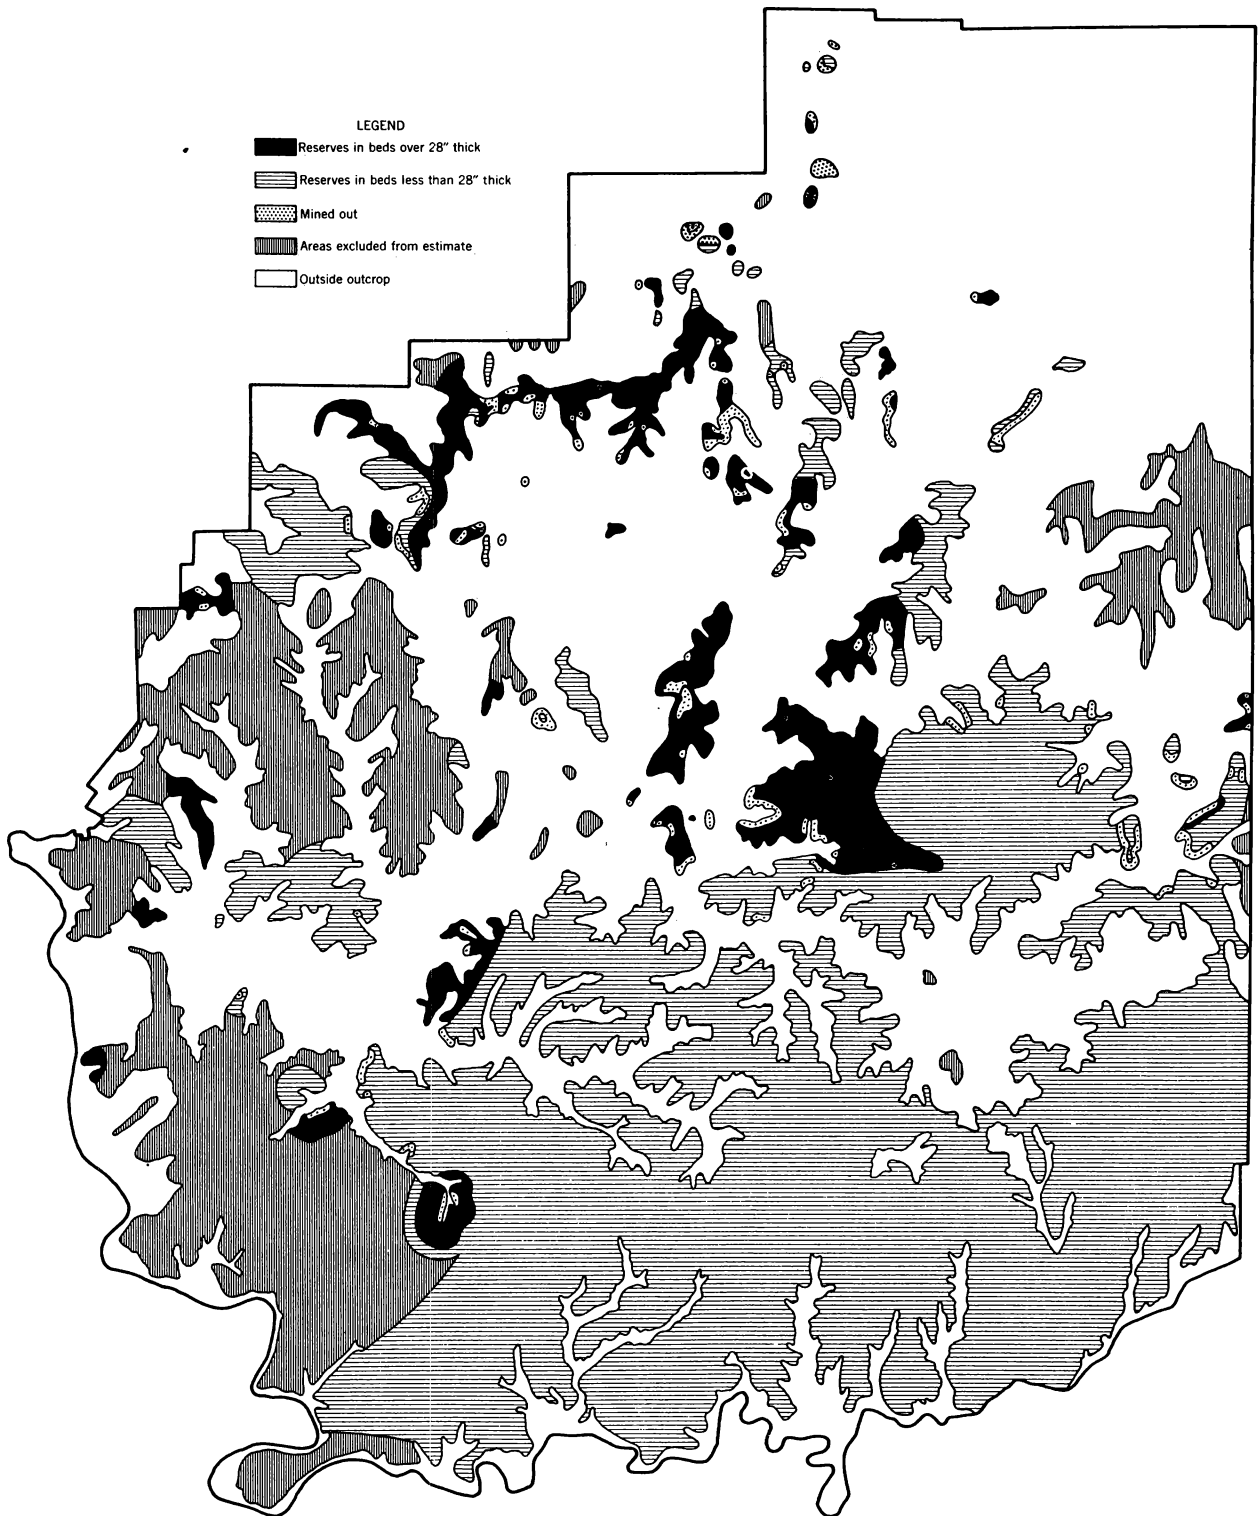 LEGEND
Reserves in beds over 28" thick
Reserves in beds less than 28" thick
Mined out
Areas excluded from estimate
Outside outcrop